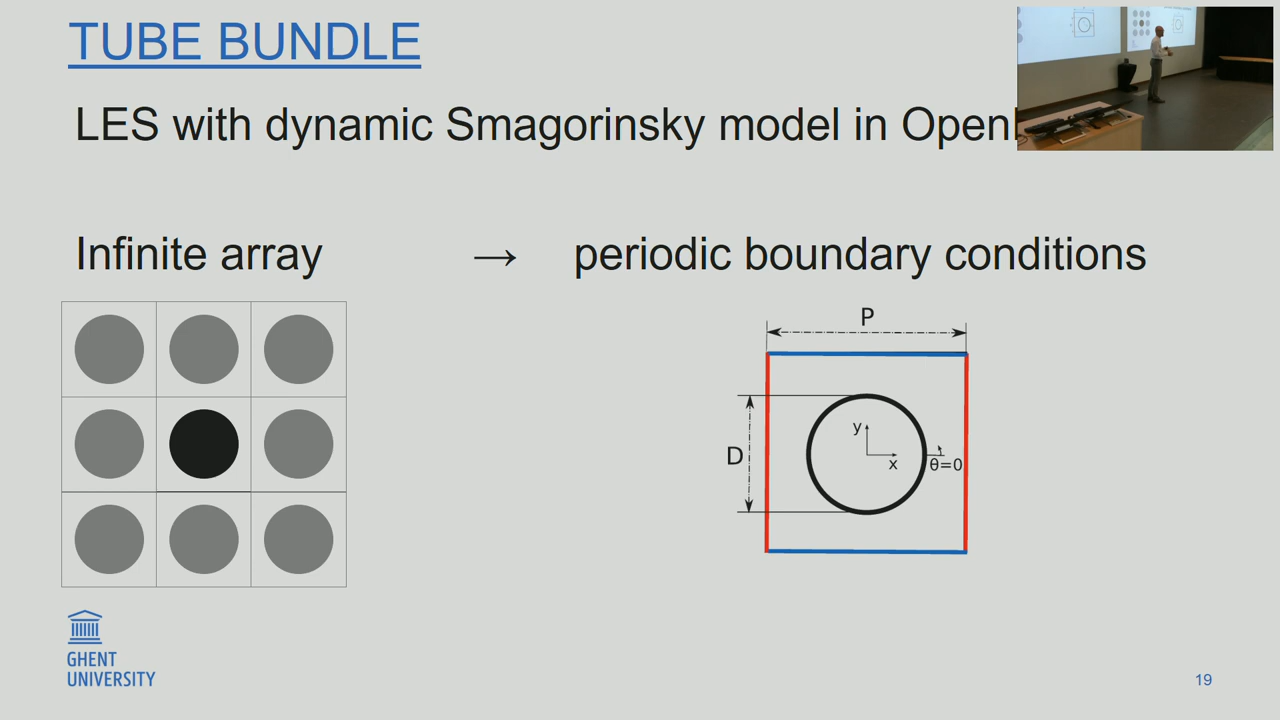 TUBE BUNDLE
LES with dynamic Smagorinsky model in Open
Infinite array → periodic boundary conditions
P
D
y
x
θ=0
GHENT
UNIVERSITY
19